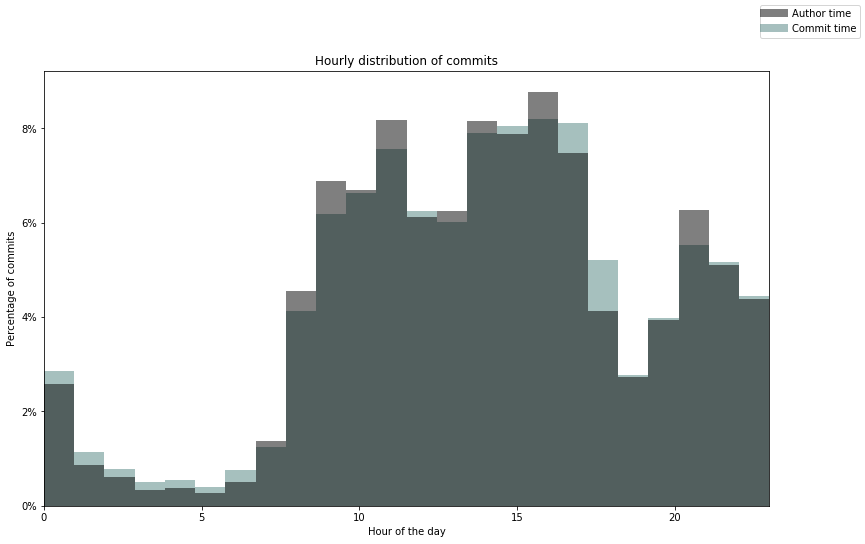 Author time
Commit time
Hourly distribution of commits
8%
6%
4%
2%
0%
Percentage of commits
0 5 10 15 20
Hour of the day